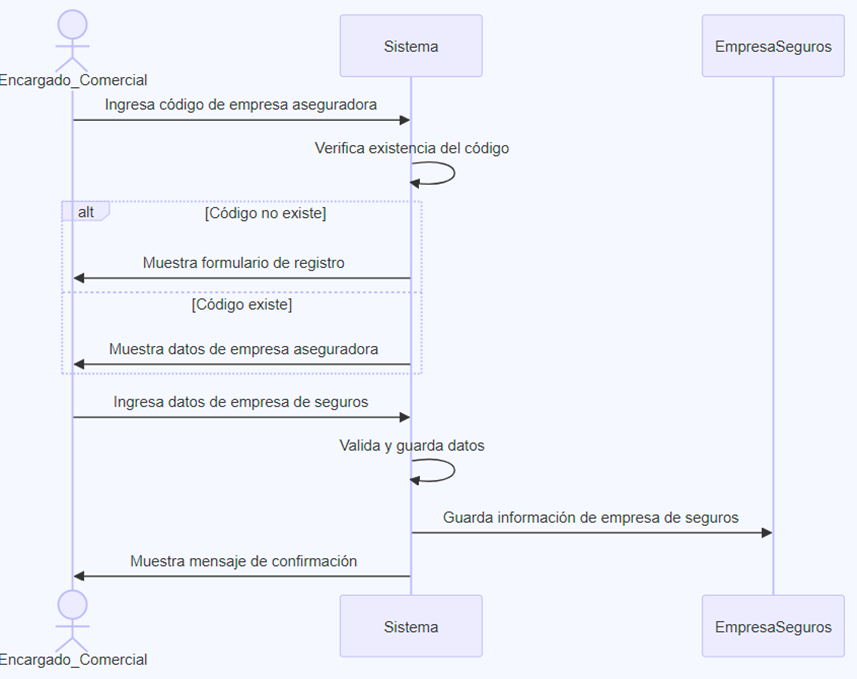 Sistema
EmpresaSeguros
Encargado_Comercial
Ingresa código de empresa aseguradora
Verifica existencia del código
alt
[Código no existe]
Muestra formulario de registro
[Código existe]
Muestra datos de empresa aseguradora
Ingresa datos de empresa de seguros
Valida y guarda datos
Guarda información de empresa de seguros
Muestra mensaje de confirmación
Sistema
EmpresaSeguros
Encargado_Comercial